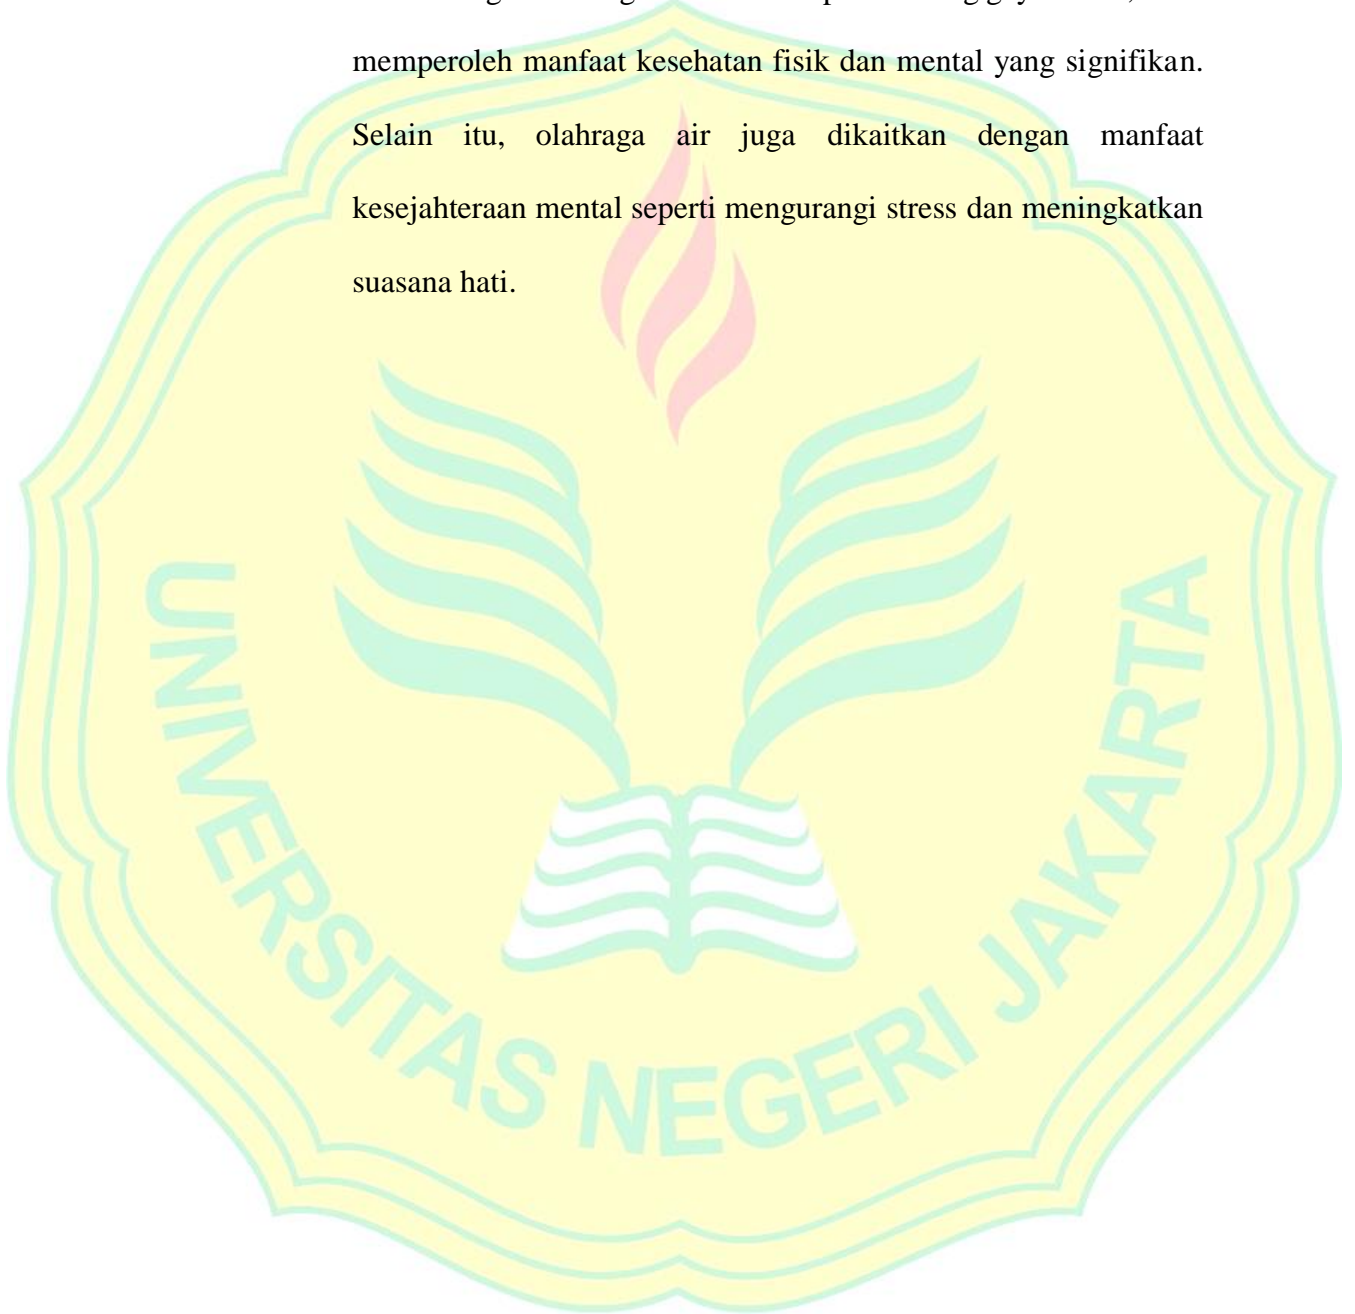 memperoleh manfaat kesehatan fisik dan mental yang signifikan.
Selain itu, olahraga air juga dikaitkan dengan manfaat
kesejahteraan mental seperti mengurangi stress dan meningkatkan
suasana hati.
UNIVERSITAS NEGERI JAKARTA